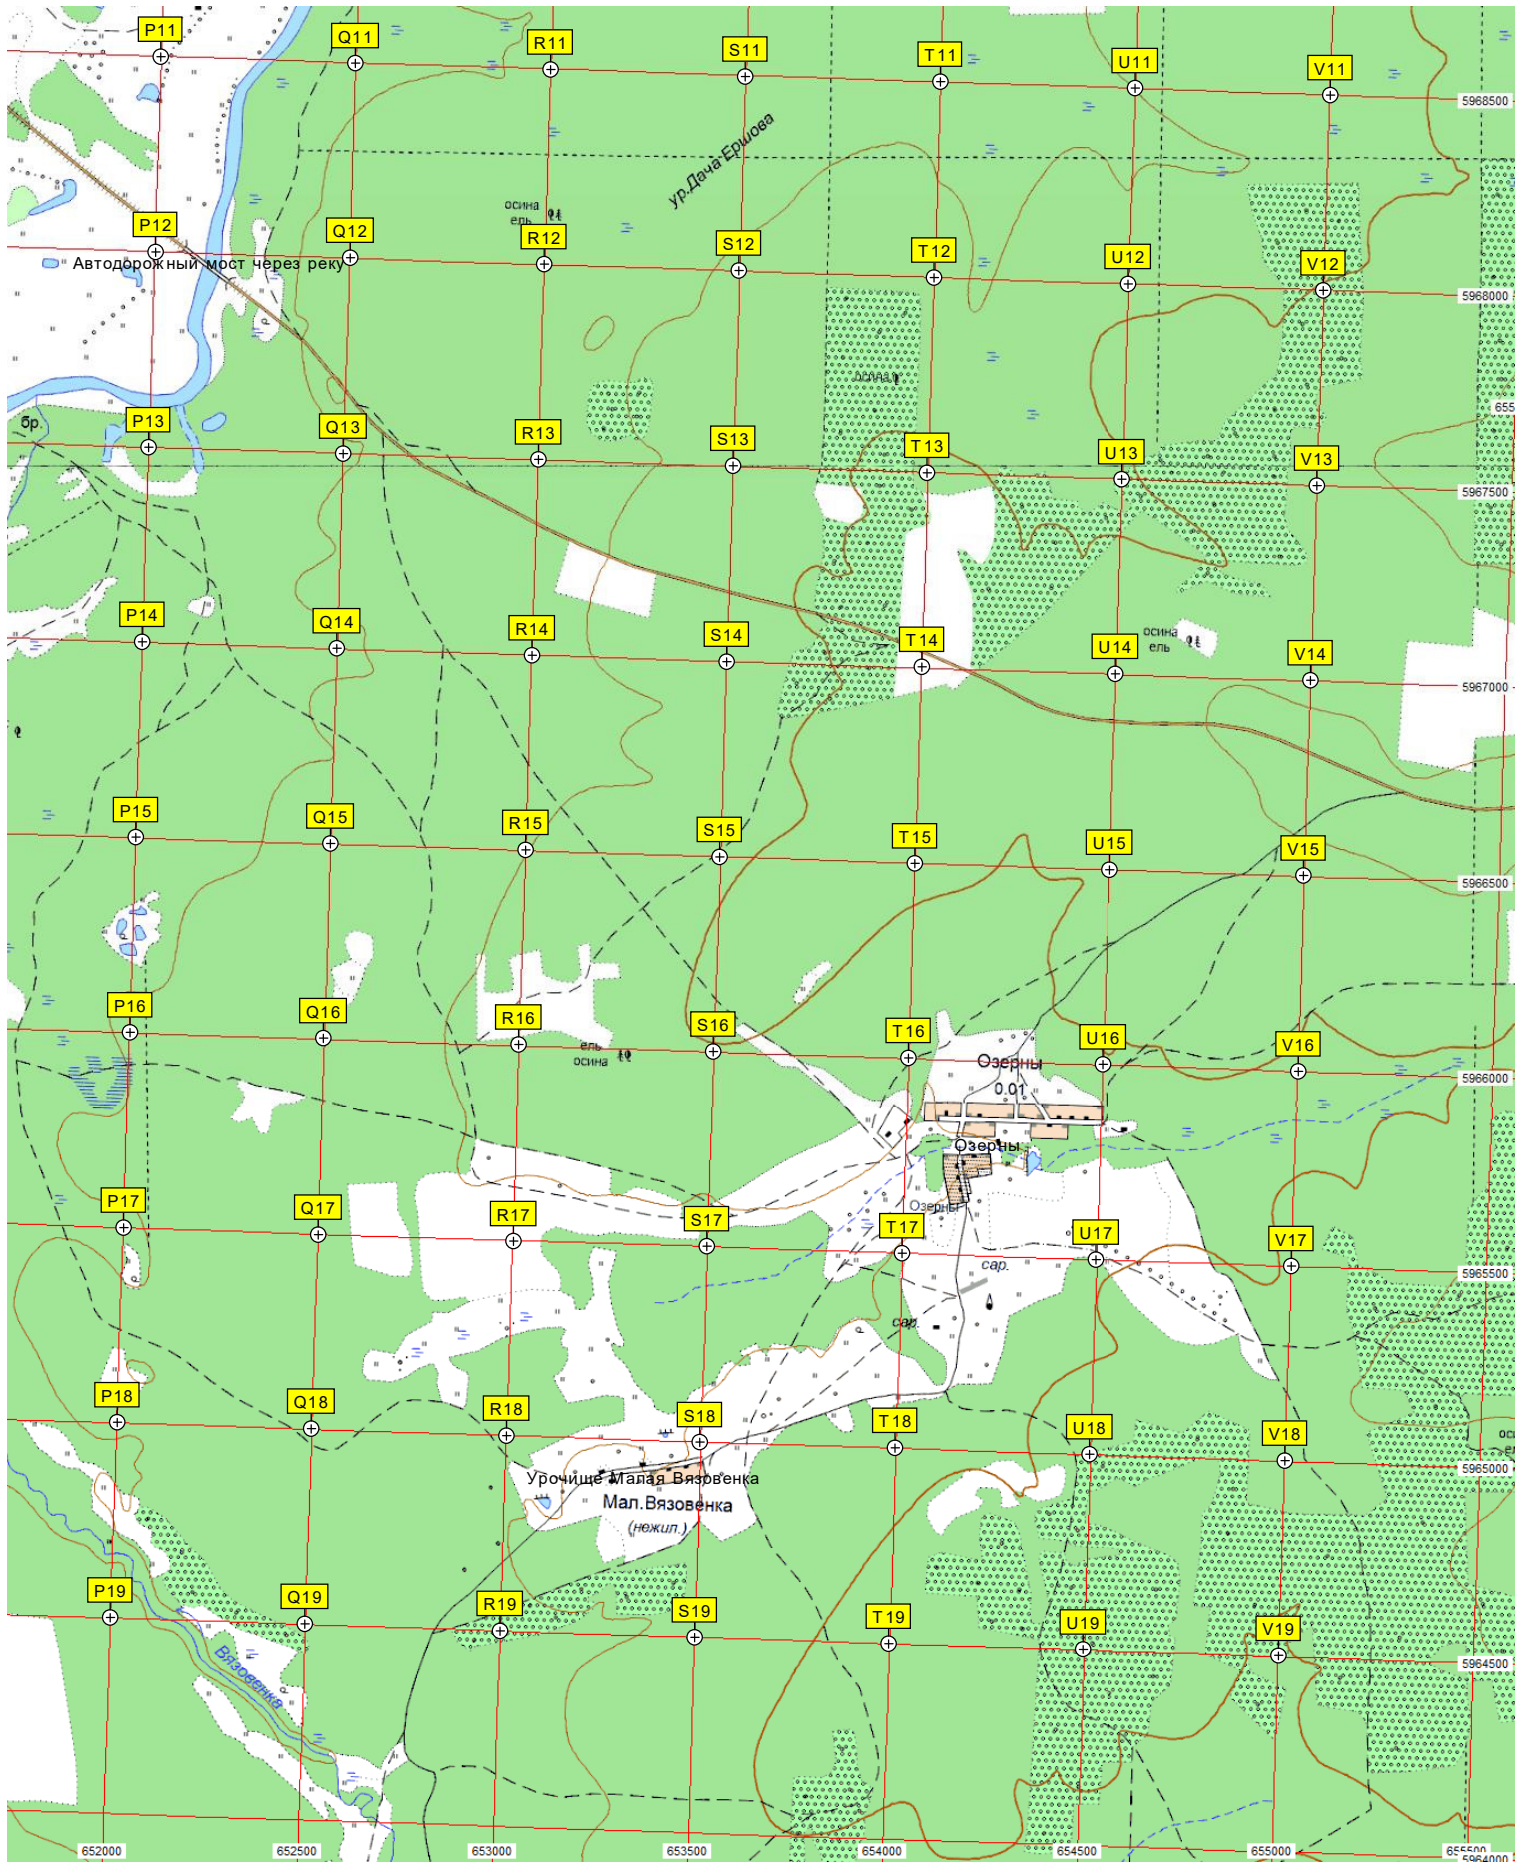 P11
Q11
R11
S11
T11
U11
V11
5968500
ур.Дача Ершова
осина
ель
P12
Q12
R12
S12
T12
U12
V12
Автодорожный мост через реку
5968000
осина
655
бр.
P13
Q13
R13
S13
T13
U13
V13
5967500
P14
Q14
R14
S14
T14
U14
V14
осина
ель
5967000
P15
Q15
R15
S15
T15
U15
V15
5966500
P16
Q16
R16
S16
T16
U16
V16
ель
осина
Озерны
0.01
5966000
Озерны
Озерны
P17
Q17
R17
S17
T17
U17
V17
сар.
5965500
сар.
P18
Q18
R18
S18
T18
U18
V18
5965000
Урочище Малая Вязовенка
Мал.Вязовенка
(нежил.)
P19
Q19
R19
S19
T19
U19
V19
5964500
Вязовенка
652000
652500
653000
653500
654000
654500
655000
655500
5964000